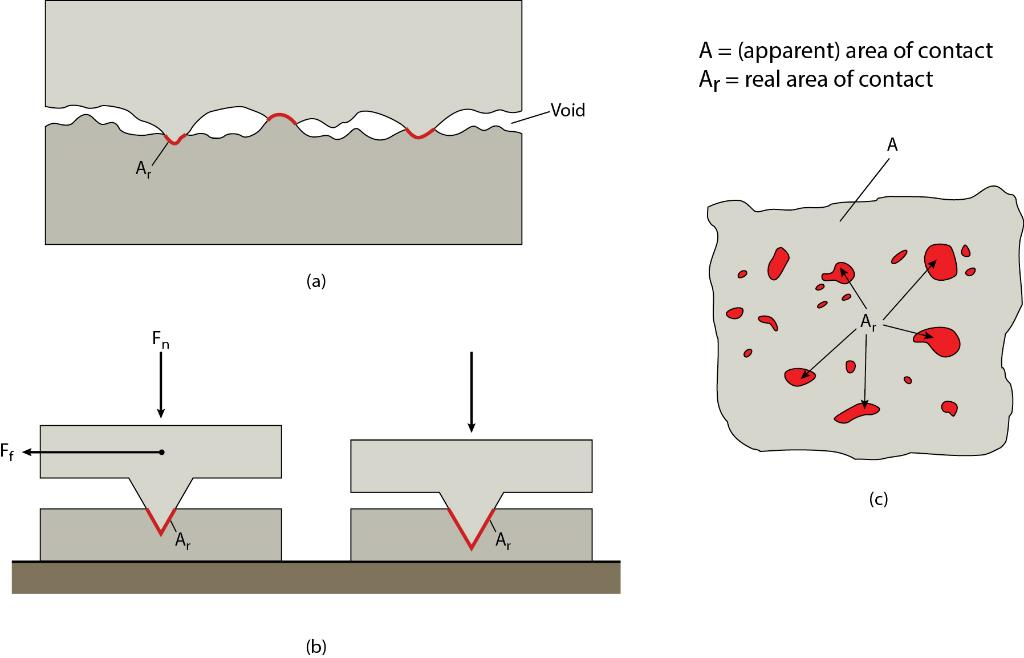 A = (apparent) area of contact
Ar = real area of contact
Void
Ar
(a)
A
Ar
(c)
Fn
Ff
Ar
Ar
(b)